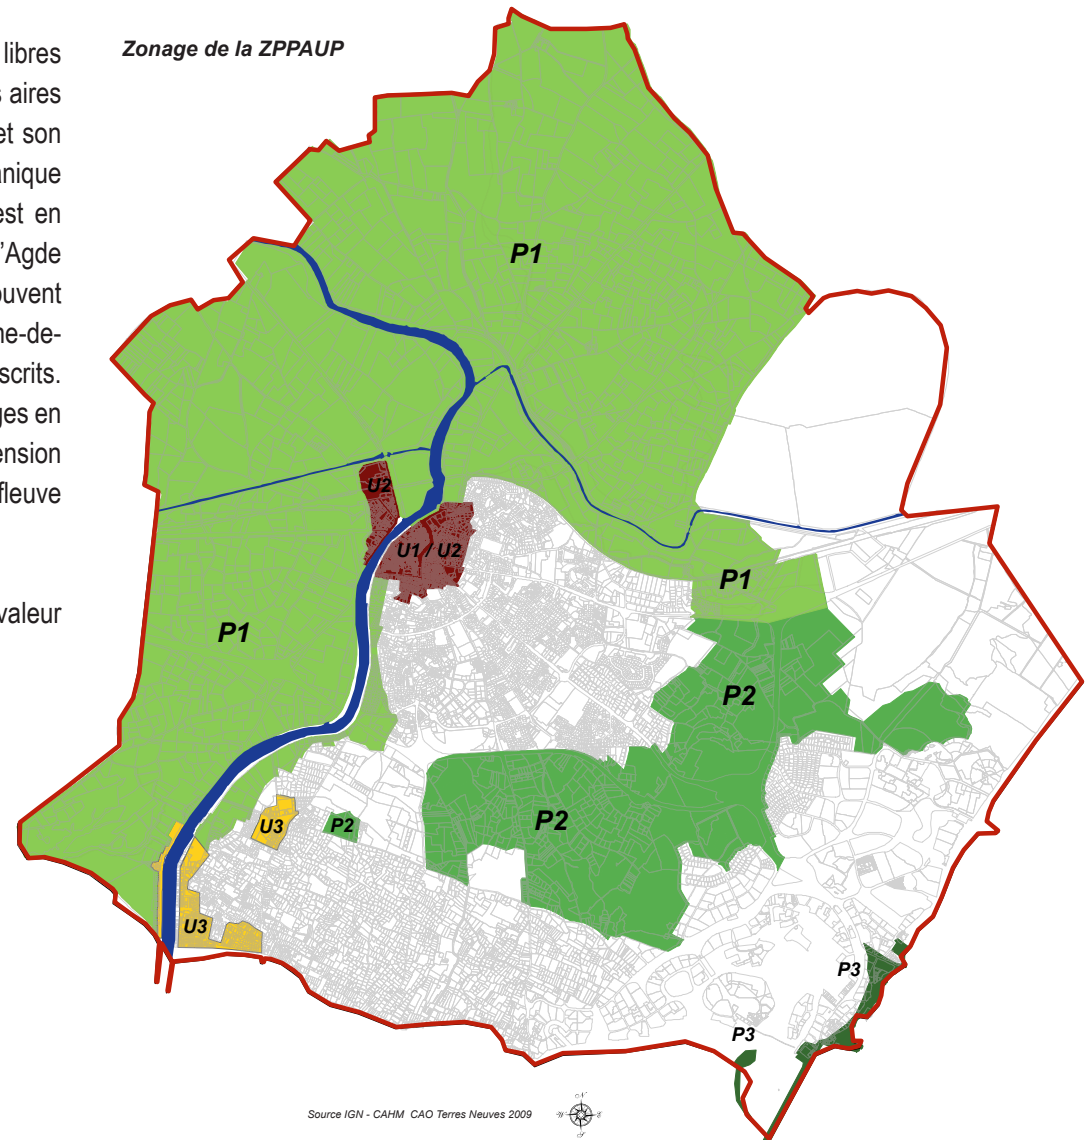 libres
s aires
et son
anique
est en
'Agde
ouvent
ne-de-
scrits.
ges en
ension
fleuve
valeur
Zonage de la ZPPAUP
P1
U2
U1 / U2
P1
P1
P2
P2
U3
P2
U3
P3
P3
Source IGN - CAHM CAO Terres Neuves 2009